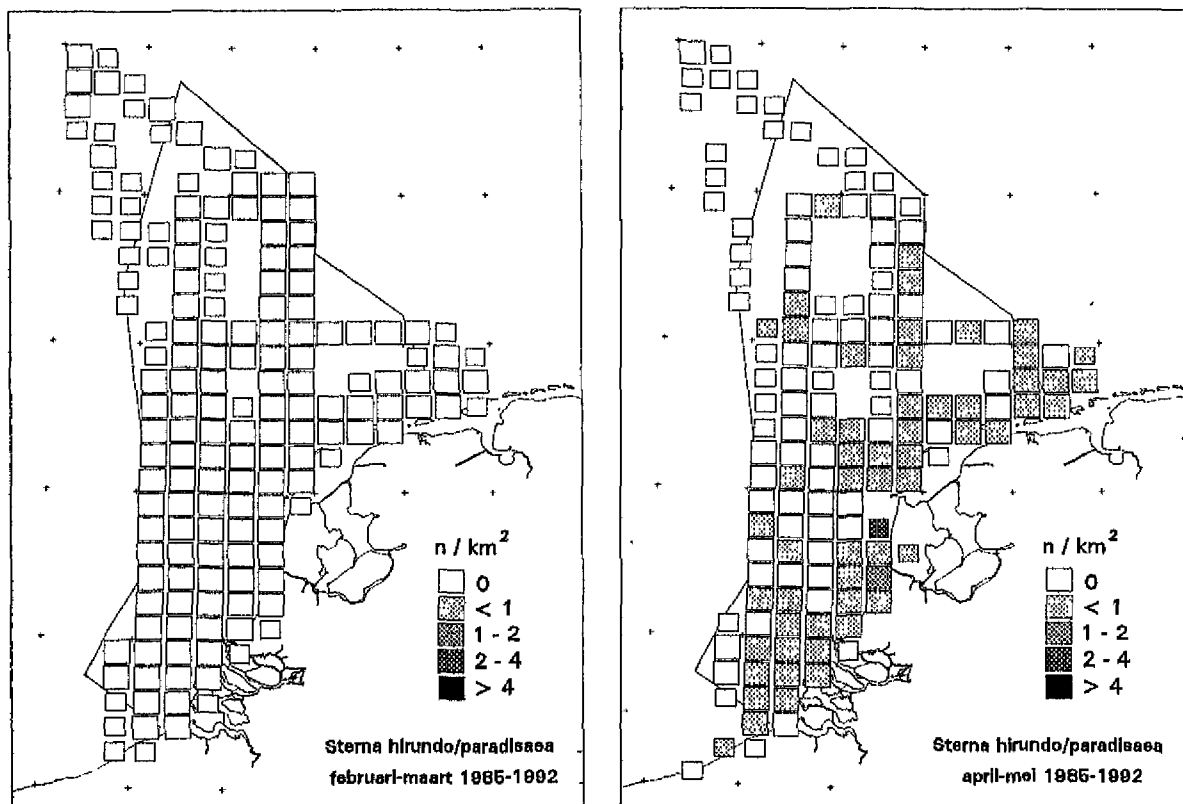 n / km²
0
< 1
1 - 2
2 - 4
> 4
Sterna hirundo/paradisaea
februari-maart 1985-1992
n / km²
0
< 1
1 - 2
2 - 4
> 4
Sterna hirundo/paradisaea
april-mei 1985-1992